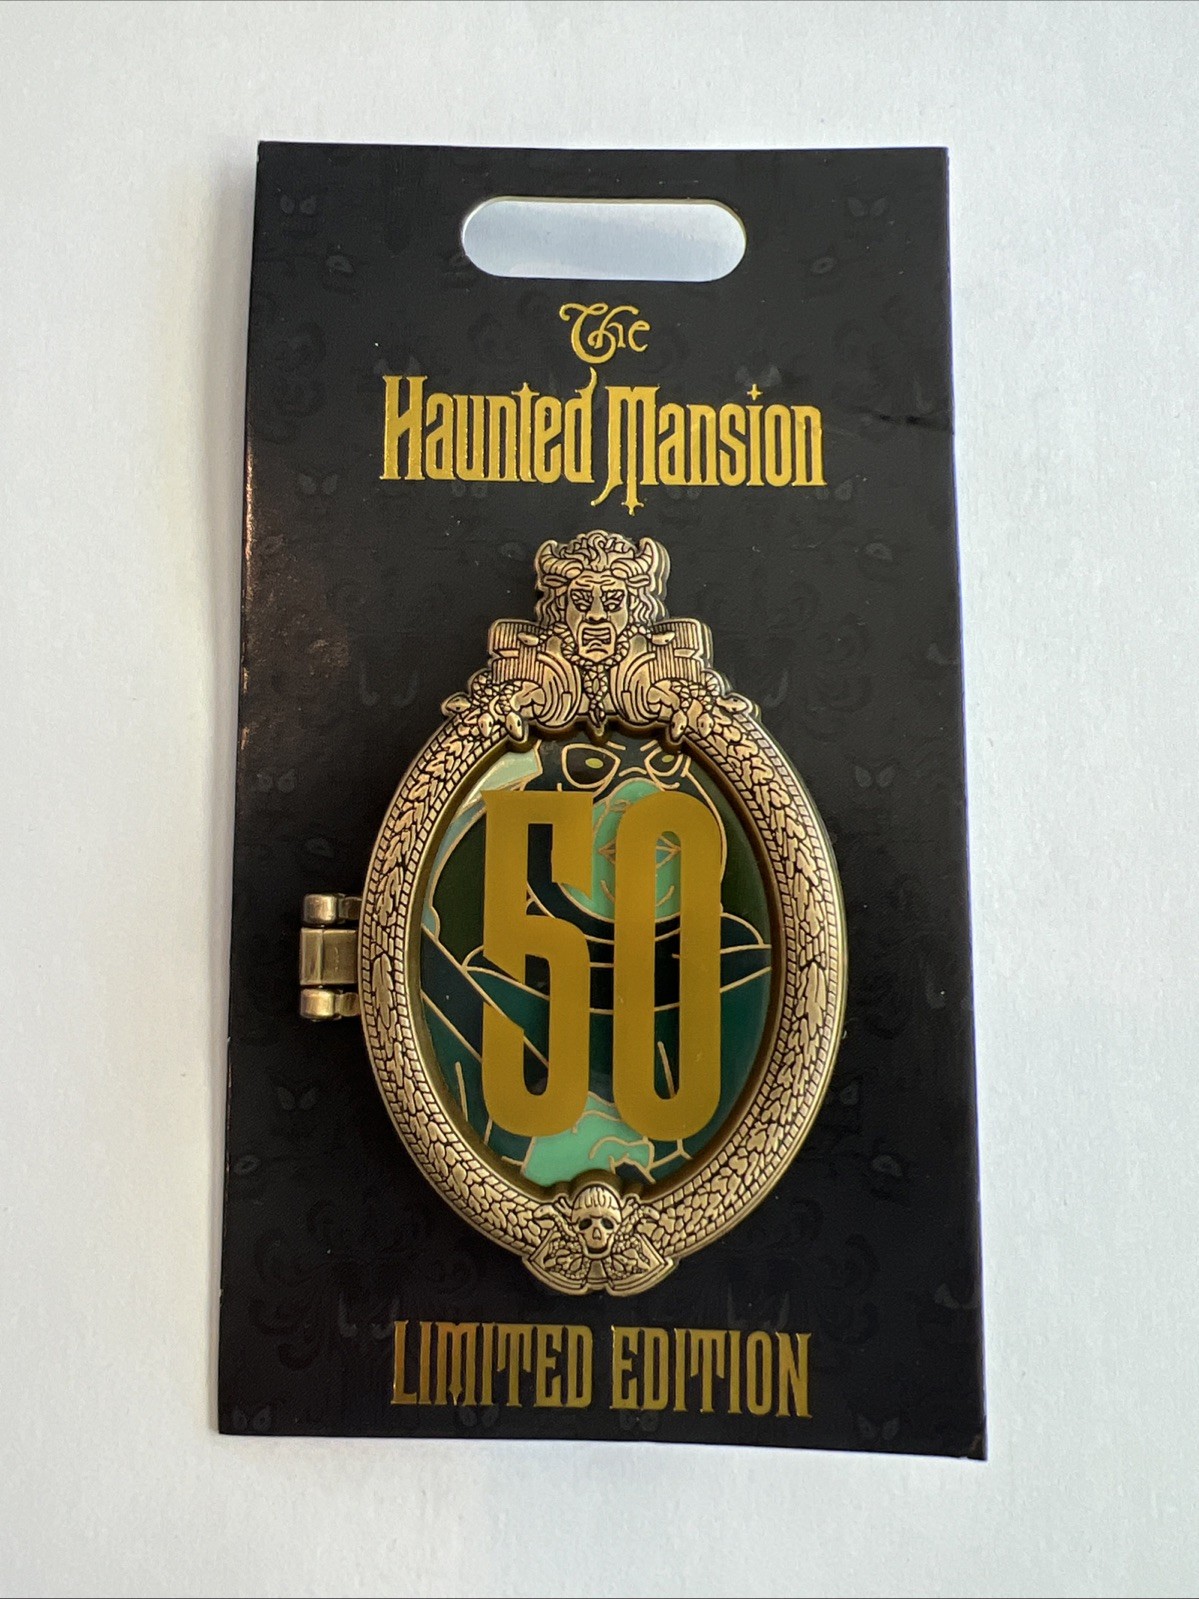 The
Haunted Mansion
50
LIMITED EDITION